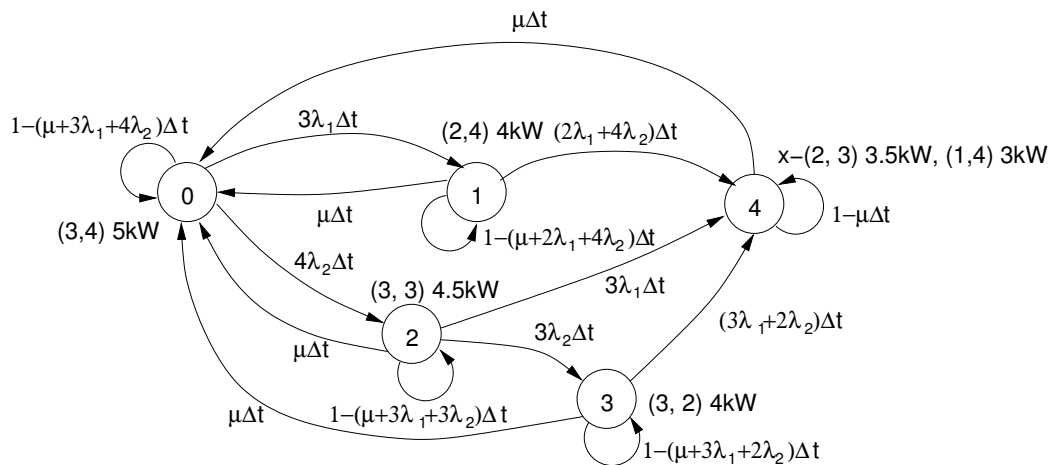 μΔt
1−(μ+3λ₁+4λ₂)Δt
3λ₁Δt
(2,4) 4kW
(2λ₁+4λ₂)Δt
x−(2, 3) 3.5kW, (1,4) 3kW
0
1
4
(3,4) 5kW
μΔt
1−(μ+2λ₁+4λ₂)Δt
1−μΔt
4λ₂Δt
(3, 3) 4.5kW
3λ₁Δt
2
μΔt
3λ₂Δt
(3λ₁+2λ₂)Δt
3
(3, 2) 4kW
μΔt
1−(μ+3λ₁+3λ₂)Δt
1−(μ+3λ₁+2λ₂)Δt